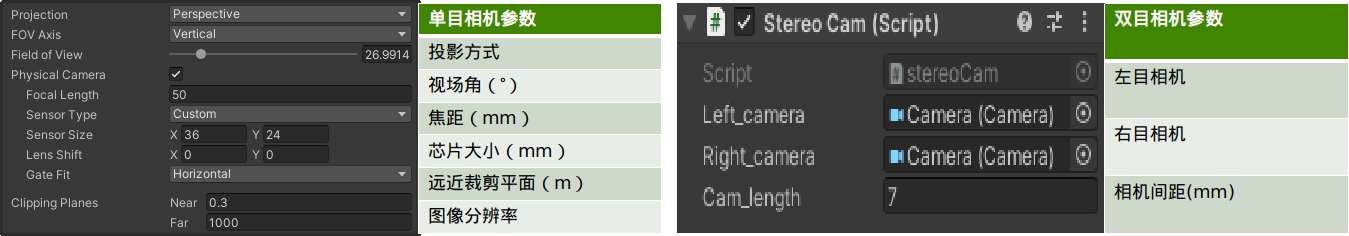 Projection Perspective
FOV Axis Vertical
Field of View 26.9914
Physical Camera
Focal Length 50
Sensor Type Custom
Sensor Size X 36 Y 24
Lens Shift X 0 Y 0
Gate Fit Horizontal
Clipping Planes Near 0.3
Far 1000
单目相机参数
投影方式
视场角（°）
焦距（mm）
芯片大小（mm）
远近裁剪平面（m）
图像分辨率
# Stereo Cam (Script)
Script # stereoCam
Left_camera Camera (Camera)
Right_camera Camera (Camera)
Cam_length 7
双目相机参数
左目相机
右目相机
相机间距(mm)